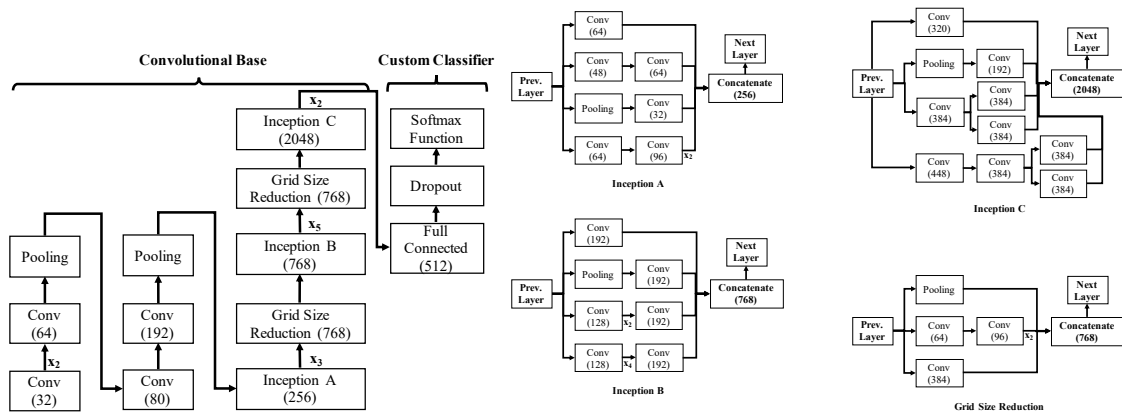 Convolutional Base
Custom Classifier
x2
Inception C
(2048)
Grid Size
Reduction (768)
x5
Inception B
(768)
Grid Size
Reduction (768)
x3
Inception A
(256)
Pooling
Conv
(64)
x2
Conv
(32)
Pooling
Conv
(192)
Conv
(80)
Softmax
Function
Dropout
Full
Connected
(512)
Prev.
Layer
Conv
(64)
Conv
(48)
Conv
(64)
Pooling
Conv
(32)
Conv
(64)
Conv
(96)
x2
Next
Layer
Concatenate
(256)
Inception A
Prev.
Layer
Conv
(192)
Pooling
Conv
(192)
Conv
(128)
x2
Conv
(192)
Conv
(128)
x4
Conv
(192)
Next
Layer
Concatenate
(768)
Inception B
Prev.
Layer
Conv
(320)
Pooling
Conv
(192)
Conv
(384)
Conv
(384)
Conv
(384)
Conv
(448)
Conv
(384)
Conv
(384)
Conv
(384)
Next
Layer
Concatenate
(2048)
Inception C
Prev.
Layer
Pooling
Conv
(64)
Conv
(96)
x2
Conv
(384)
Next
Layer
Concatenate
(768)
Grid Size Reduction